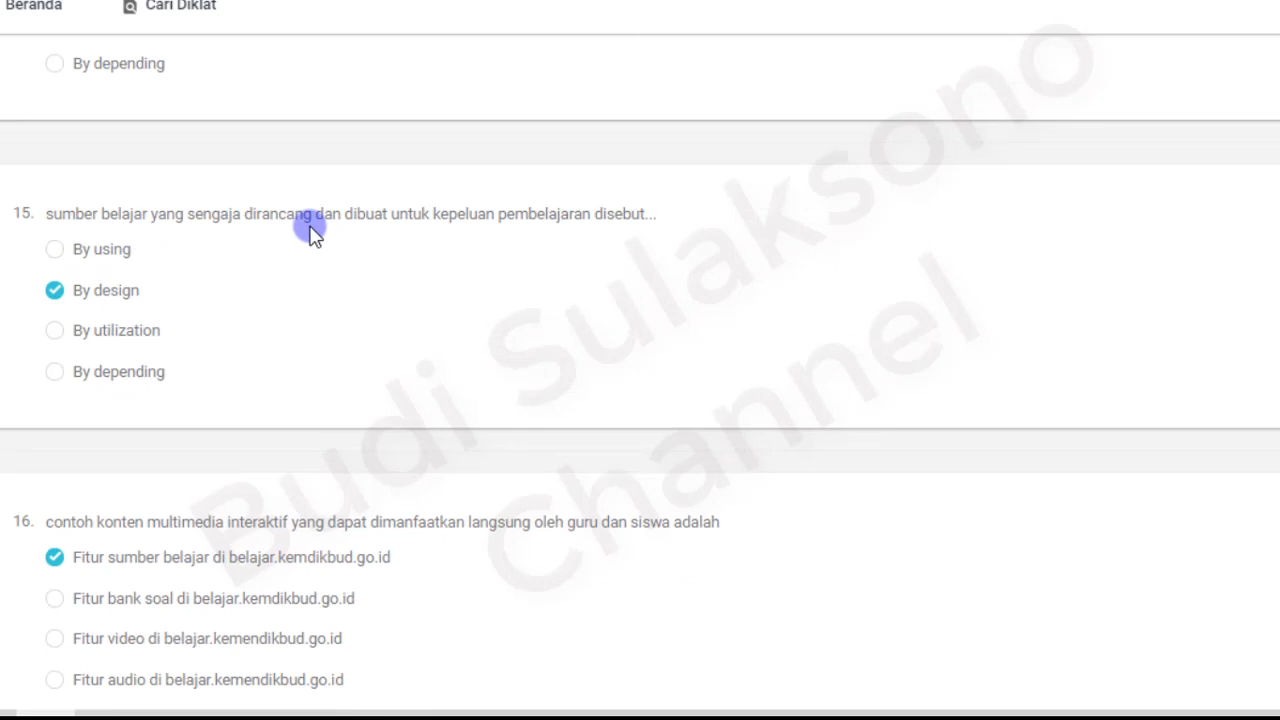 Beranda
Cari Diklat
By depending
15. sumber belajar yang sengaja dirancang dan dibuat untuk kepeluan pembelajaran disebut...
By using
By design
By utilization
By depending
16. contoh konten multimedia interaktif yang dapat dimanfaatkan langsung oleh guru dan siswa adalah
Fitur sumber belajar di belajar.kemdikbud.go.id
Fitur bank soal di belajar.kemdikbud.go.id
Fitur video di belajar.kemendikbud.go.id
Fitur audio di belajar.kemendikbud.go.id
Budi Sulaksono
Channel